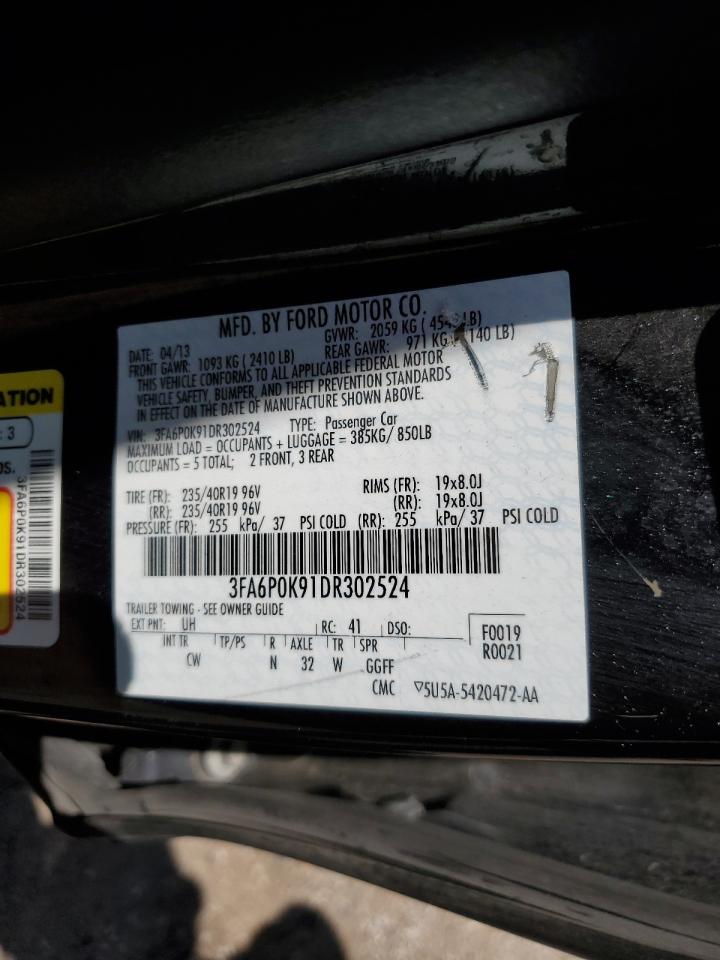 MFD. BY FORD MOTOR CO.
DATE: 04/13 GVWR: 2059 KG ( LB)
FRONT GAWR: 1093 KG ( 2410 LB) REAR GAWR: 971 KG 140 LB)
THIS VEHICLE CONFORMS TO ALL APPLICABLE FEDERAL MOTOR
VEHICLE SAFETY, BUMPER, AND THEFT PREVENTION STANDARDS
IN EFFECT ON THE DATE OF MANUFACTURE SHOWN ABOVE.
VIN: 3FA6P0K91DR302524 TYPE: Passenger Car
MAXIMUM LOAD = OCCUPANTS + LUGGAGE = 385KG/ 850LB
OCCUPANTS = 5 TOTAL; 2 FRONT, 3 REAR
TIRE (FR): 235/40R19 96V RIMS (FR): 19x8.0J
(RR): 235/40R19 96V (RR): 19x8.0J
PRESSURE (FR): 255 kPa/ 37 PSI COLD (RR): 255 kPa/ 37 PSI COLD
3FA6P0K91DR302524
TRAILER TOWING - SEE OWNER GUIDE
EXT PNT: UH RC: 41 DSO: F0019
R0021
INT TR TP/PS R AXLE TR SPR
CW N 32 W GGFF
CMC ▽5U5A-5420472-AA
ATION
: 3
OS.
3FA6P0K91DR302524